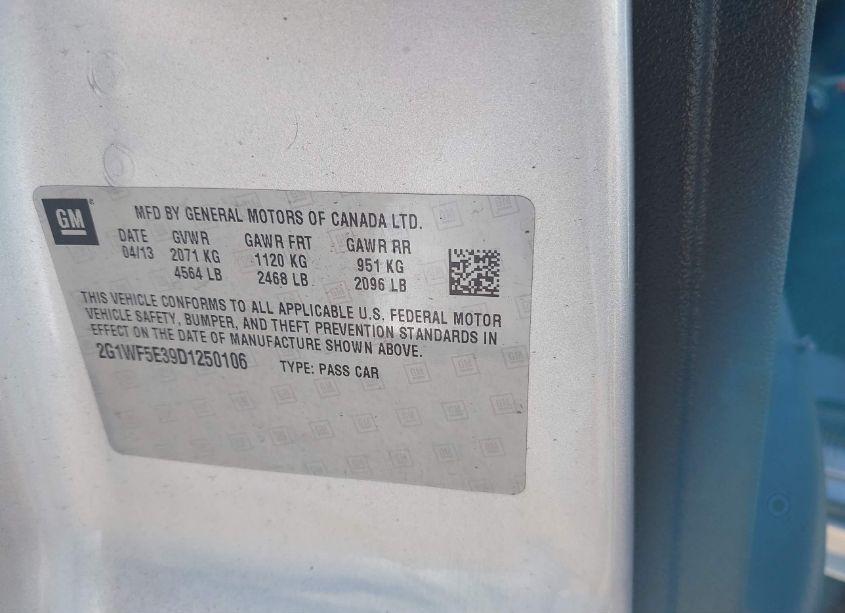 GM
MFD BY GENERAL MOTORS OF CANADA LTD.
DATE GVWR GAWR FRT GAWR RR
04/13 2071 KG 1120 KG 951 KG
4564 LB 2468 LB 2096 LB
THIS VEHICLE CONFORMS TO ALL APPLICABLE U.S. FEDERAL MOTOR
VEHICLE SAFETY, BUMPER, AND THEFT PREVENTION STANDARDS IN
EFFECT ON THE DATE OF MANUFACTURE SHOWN ABOVE.
2G1WF5E39D1250106 TYPE: PASS CAR